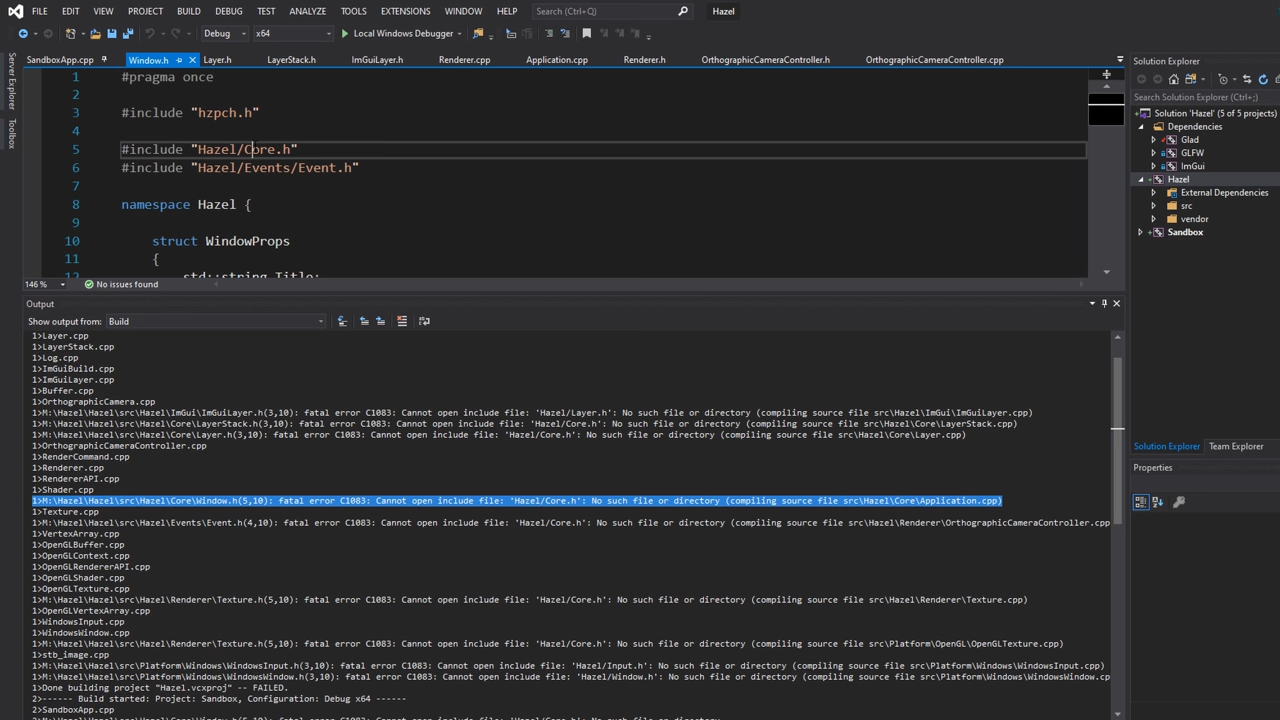 FILE EDIT VIEW PROJECT BUILD DEBUG TEST ANALYZE TOOLS EXTENSIONS WINDOW HELP Search (Ctrl+Q) Hazel
Debug x64 Local Windows Debugger
Server Explorer
Toolbox
SandboxApp.cpp Window.h Layer.h LayerStack.h ImGuiLayer.h Renderer.cpp Application.cpp Renderer.h OrthographicCameraController.h OrthographicCameraController.cpp
1 #pragma once
2
3 #include "hzpch.h"
4
5 #include "Hazel/Core.h"
6 #include "Hazel/Events/Event.h"
7
8 namespace Hazel {
9
10 struct WindowProps
11 {
12 std::string Title;
146 % No issues found
Output
Show output from: Build
1>Layer.cpp
1>LayerStack.cpp
1>Log.cpp
1>ImGuiBuild.cpp
1>ImGuiLayer.cpp
1>Buffer.cpp
1>OrthographicCamera.cpp
1>M:\Hazel\Hazel\src\Hazel\ImGui\ImGuiLayer.h(3,10): fatal error C1083: Cannot open include file: 'Hazel/Layer.h': No such file or directory (compiling source file src\Hazel\ImGui\ImGuiLayer.cpp)
1>M:\Hazel\Hazel\src\Hazel\Core\LayerStack.h(3,10): fatal error C1083: Cannot open include file: 'Hazel/Core.h': No such file or directory (compiling source file src\Hazel\Core\LayerStack.cpp)
1>M:\Hazel\Hazel\src\Hazel\Core\Layer.h(3,10): fatal error C1083: Cannot open include file: 'Hazel/Core.h': No such file or directory (compiling source file src\Hazel\Core\Layer.cpp)
1>OrthographicCameraController.cpp
1>RenderCommand.cpp
1>Renderer.cpp
1>RendererAPI.cpp
1>Shader.cpp
1>M:\Hazel\Hazel\src\Hazel\Core\Window.h(5,10): fatal error C1083: Cannot open include file: 'Hazel/Core.h': No such file or directory (compiling source file src\Hazel\Core\Application.cpp)
1>Texture.cpp
1>M:\Hazel\Hazel\src\Hazel\Events\Event.h(4,10): fatal error C1083: Cannot open include file: 'Hazel/Core.h': No such file or directory (compiling source file src\Hazel\Renderer\OrthographicCameraController.cpp
1>VertexArray.cpp
1>OpenGLBuffer.cpp
1>OpenGLContext.cpp
1>OpenGLRendererAPI.cpp
1>OpenGLShader.cpp
1>OpenGLTexture.cpp
1>M:\Hazel\Hazel\src\Hazel\Renderer\Texture.h(5,10): fatal error C1083: Cannot open include file: 'Hazel/Core.h': No such file or directory (compiling source file src\Hazel\Renderer\Texture.cpp)
1>OpenGLVertexArray.cpp
1>WindowsInput.cpp
1>WindowsWindow.cpp
1>M:\Hazel\Hazel\src\Hazel\Renderer\Texture.h(5,10): fatal error C1083: Cannot open include file: 'Hazel/Core.h': No such file or directory (compiling source file src\Platform\OpenGL\OpenGLTexture.cpp)
1>stb_image.cpp
1>M:\Hazel\Hazel\src\Platform\Windows\WindowsInput.h(3,10): fatal error C1083: Cannot open include file: 'Hazel/Input.h': No such file or directory (compiling source file src\Platform\Windows\WindowsInput.cpp)
1>M:\Hazel\Hazel\src\Platform\Windows\WindowsWindow.h(3,10): fatal error C1083: Cannot open include file: 'Hazel/Window.h': No such file or directory (compiling source file src\Platform\Windows\WindowsWindow.cpp)
1>Done building project "Hazel.vcxproj" -- FAILED.
2>------ Build started: Project: Sandbox, Configuration: Debug x64 ------
2>SandboxApp.cpp
Solution Explorer
Search Solution Explorer (Ctrl+;)
Solution 'Hazel' (5 of 5 projects)
Dependencies
Glad
GLFW
ImGui
Hazel
External Dependencies
src
vendor
Sandbox
Solution Explorer Team Explorer
Properties